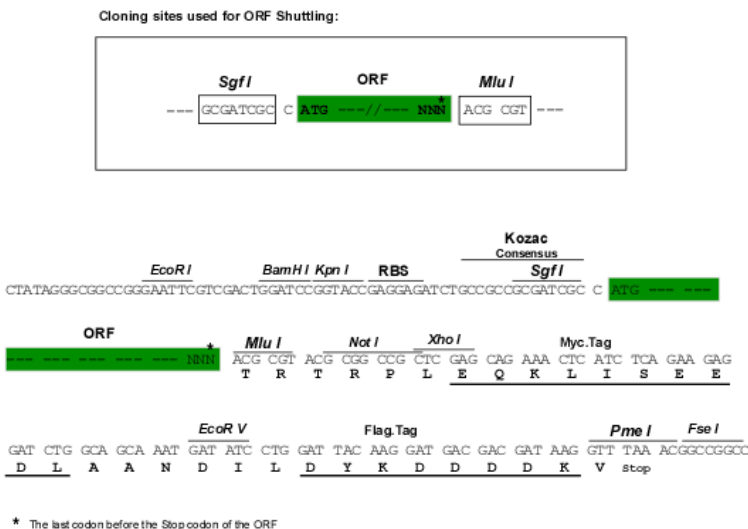 Cloning sites used for ORF Shuttling:
Sgf I ORF Mlu I
*
--- GCGATCGC C ATG ---//--- NNN ACG CGT ---
Kozac
Consensus
EcoR I BamH I Kpn I RBS Sgf I
CTATAGGGCGGCCGGGAATTCGTCGACTGGATCCGGTACCGAGGAGATCTGCCGCCGCGATCGC C ATG --- ---
ORF
* Mlu I Not I Xho I Myc.Tag
--- --- --- --- --- --- NNN ACG CGT ACG CGG CCG CTC GAG CAG AAA CTC ATC TCA GAA GAG
T R T R P L E Q K L I S E E
EcoR V Flag.Tag Pme I Fse I
GAT CTG GCA GCA AAT GAT ATC CTG GAT TAC AAG GAT GAC GAC GAT AAG GTT TAA ACGGCCGGCC
D L A A N D I L D Y K D D D D K V Stop
* The last codon before the Stop codon of the ORF